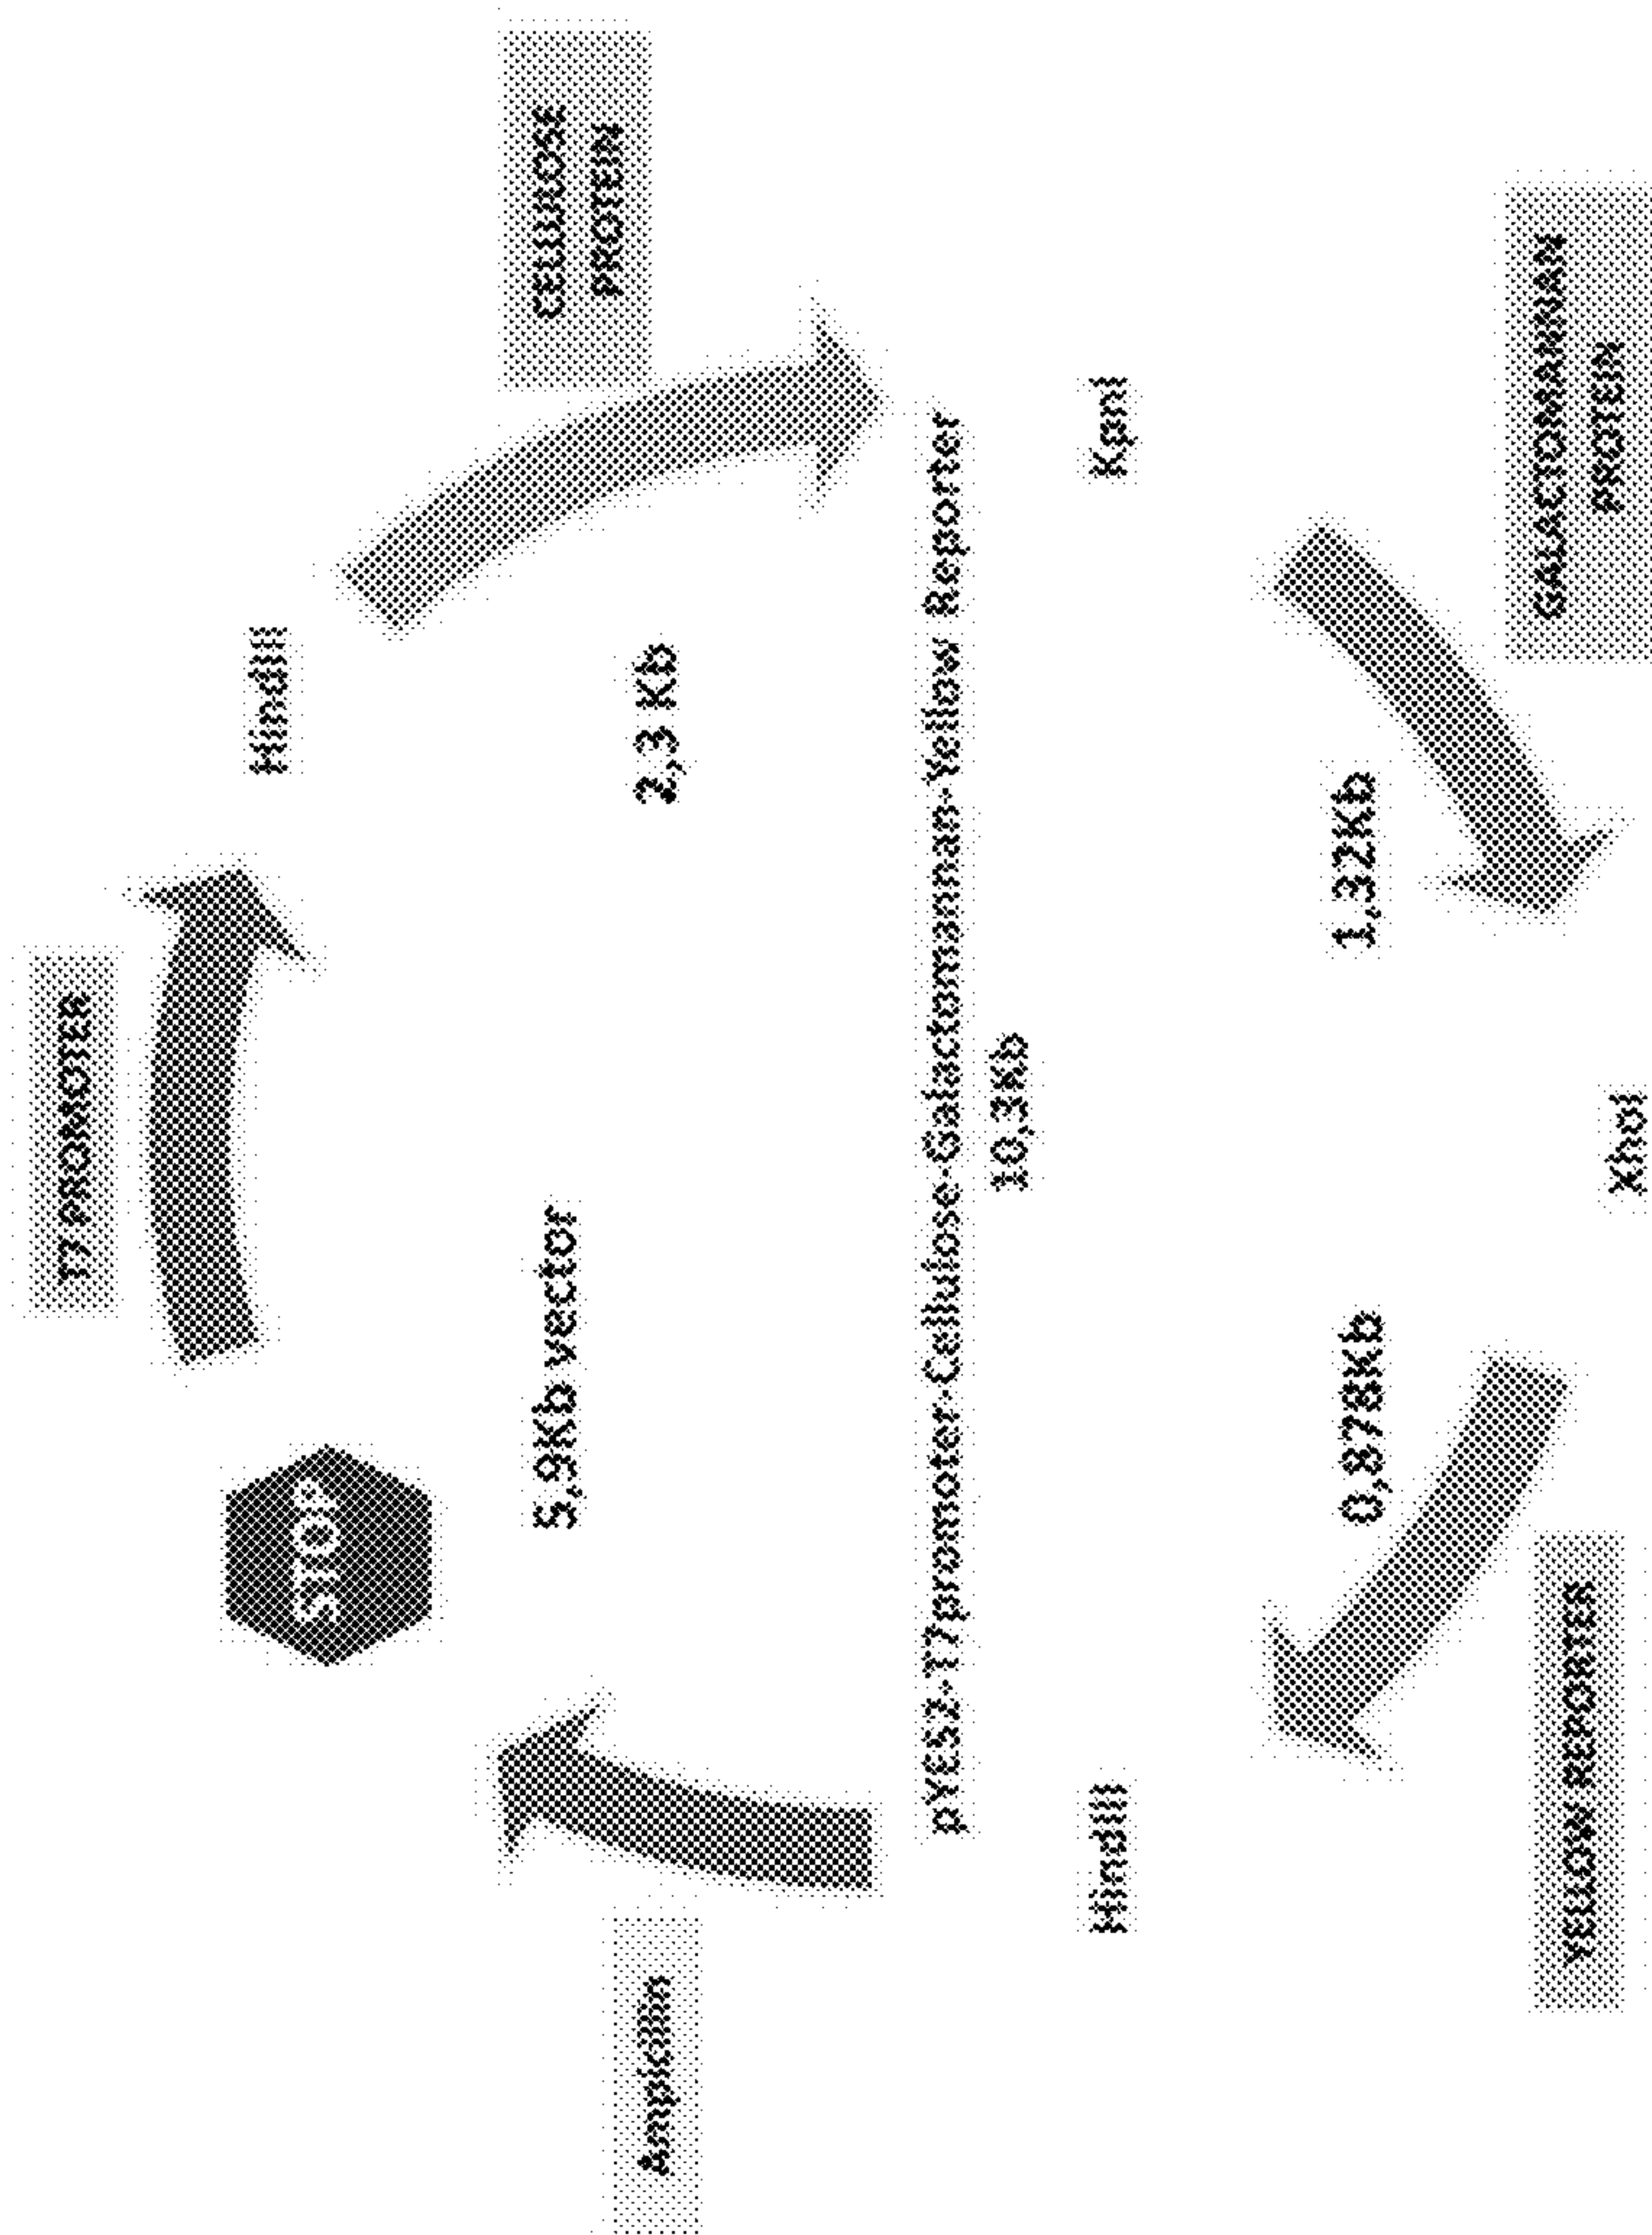 T7 PROMOTER
STOP
HindIII
5,9Kb vector
2,3 Kb
CELLULOSE
PROTEIN
Ampicilin
pYES2-T7promoter-Cellulose-Galactomannan-Yellow Reporter
10,3Kb
HindIII
KpnI
0,878Kb
1,32Kb
YELLOW REPORTER
XhoI
GALACTOMANNAN
PROTEIN